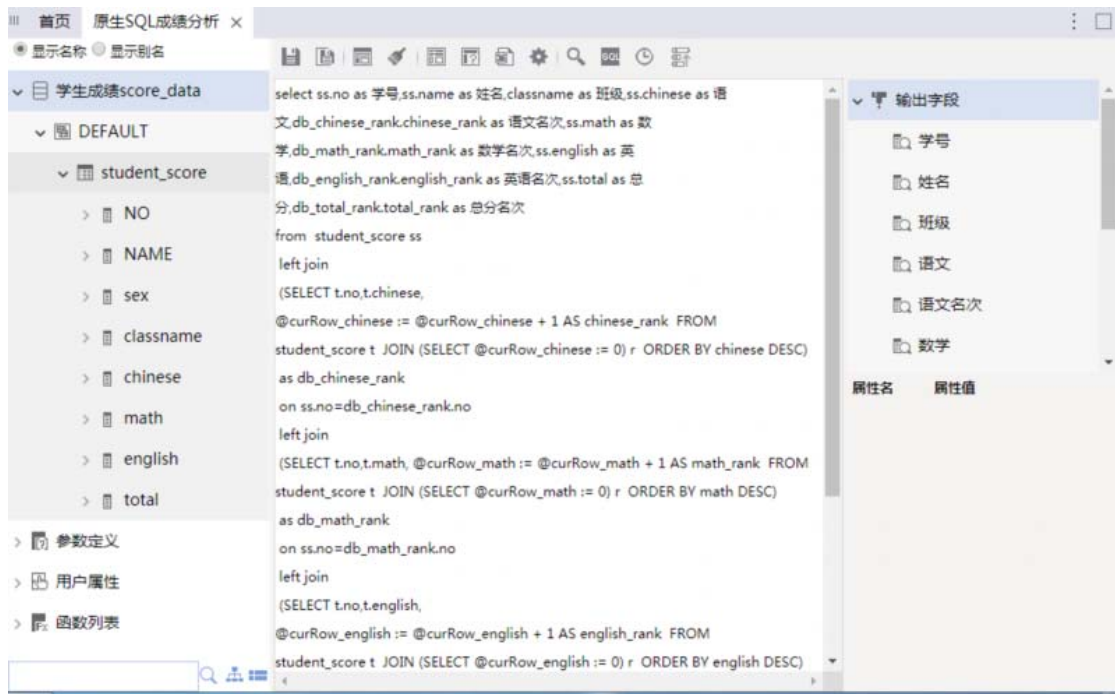 首页 原生SQL成绩分析 ×
显示名称 显示别名
学生成绩score_data
DEFAULT
student_score
NO
NAME
sex
classname
chinese
math
english
total
参数定义
用户属性
函数列表
SQL
select ss.no as 学号,ss.name as 姓名,classname as 班级,ss.chinese as 语
文,db_chinese_rank.chinese_rank as 语文名次,ss.math as 数
学,db_math_rank.math_rank as 数学名次,ss.english as 英
语,db_english_rank.english_rank as 英语名次,ss.total as 总
分,db_total_rank.total_rank as 总分名次
from student_score ss
left join
(SELECT t.no,t.chinese,
@curRow_chinese := @curRow_chinese + 1 AS chinese_rank FROM
student_score t JOIN (SELECT @curRow_chinese := 0) r ORDER BY chinese DESC)
as db_chinese_rank
on ss.no=db_chinese_rank.no
left join
(SELECT t.no,t.math, @curRow_math := @curRow_math + 1 AS math_rank FROM
student_score t JOIN (SELECT @curRow_math := 0) r ORDER BY math DESC)
as db_math_rank
on ss.no=db_math_rank.no
left join
(SELECT t.no,t.english,
@curRow_english := @curRow_english + 1 AS english_rank FROM
student_score t JOIN (SELECT @curRow_english := 0) r ORDER BY english DESC)
输出字段
学号
姓名
班级
语文
语文名次
数学
属性名 属性值